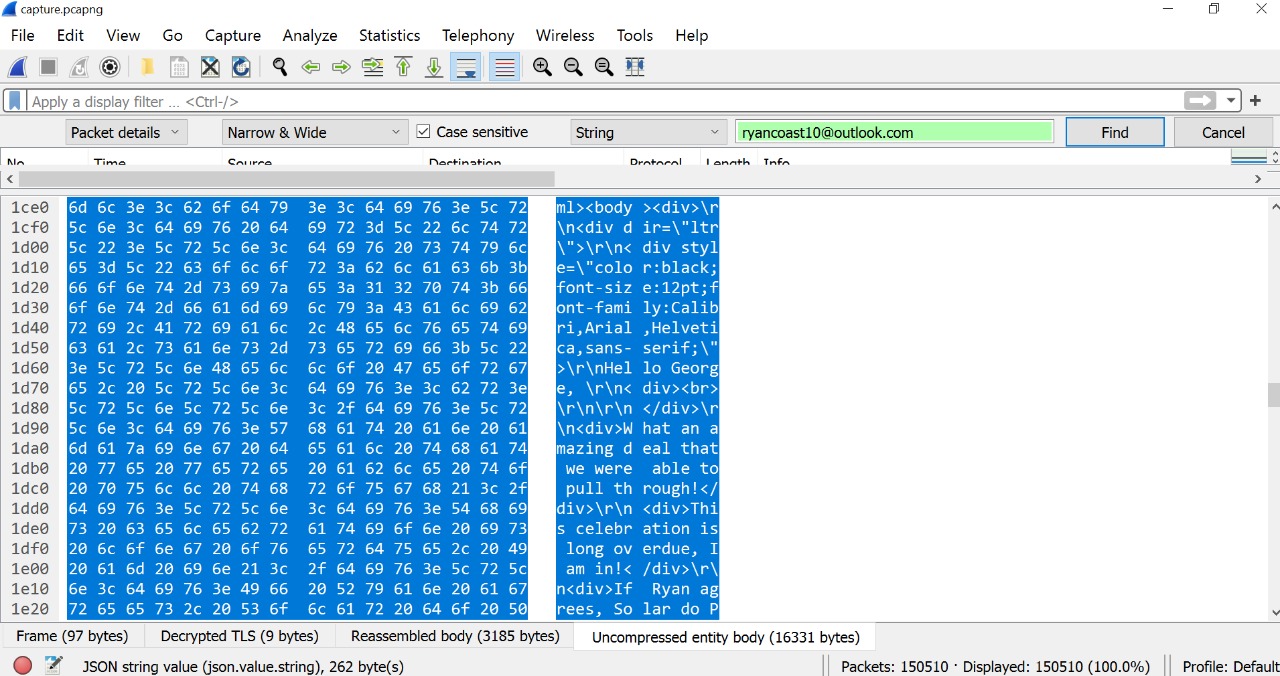 capture.pcapng
File Edit View Go Capture Analyze Statistics Telephony Wireless Tools Help
Apply a display filter ... <Ctrl-/>
Packet details Narrow & Wide Case sensitive String ryancoast10@outlook.com Find Cancel
No. Time Source Destination Protocol Length Info
1ce0 6d 6c 3e 3c 62 6f 64 79 3e 3c 64 69 76 3e 5c 72 ml><body ><div>\r
1cf0 5c 6e 3c 64 69 76 20 64 69 72 3d 5c 22 6c 74 72 \n<div d ir=\"ltr
1d00 5c 22 3e 5c 72 5c 6e 3c 64 69 76 20 73 74 79 6c \">\r\n< div styl
1d10 65 3d 5c 22 63 6f 6c 6f 72 3a 62 6c 61 63 6b 3b e=\"colo r:black;
1d20 66 6f 6e 74 2d 73 69 7a 65 3a 31 32 70 74 3b 66 font-siz e:12pt;f
1d30 6f 6e 74 2d 66 61 6d 69 6c 79 3a 43 61 6c 69 62 ont-fami ly:Calib
1d40 72 69 2c 41 72 69 61 6c 2c 48 65 6c 76 65 74 69 ri,Arial ,Helveti
1d50 63 61 2c 73 61 6e 73 2d 73 65 72 69 66 3b 5c 22 ca,sans- serif;\"
1d60 3e 5c 72 5c 6e 48 65 6c 6c 6f 20 47 65 6f 72 67 >\r\nHel lo Georg
1d70 65 2c 20 5c 72 5c 6e 3c 64 69 76 3e 3c 62 72 3e e, \r\n< div><br>
1d80 5c 72 5c 6e 5c 72 5c 6e 3c 2f 64 69 76 3e 5c 72 \r\n\r\n </div>\r
1d90 5c 6e 3c 64 69 76 3e 57 68 61 74 20 61 6e 20 61 \n<div>W hat an a
1da0 6d 61 7a 69 6e 67 20 64 65 61 6c 20 74 68 61 74 mazing d eal that
1db0 20 77 65 20 77 65 72 65 20 61 62 6c 65 20 74 6f we were able to
1dc0 20 70 75 6c 6c 20 74 68 72 6f 75 67 68 21 3c 2f pull th rough!</
1dd0 64 69 76 3e 5c 72 5c 6e 3c 64 69 76 3e 54 68 69 div>\r\n <div>Thi
1de0 73 20 63 65 6c 65 62 72 61 74 69 6f 6e 20 69 73 s celebr ation is
1df0 20 6c 6f 6e 67 20 6f 76 65 72 64 75 65 2c 20 49 long ov erdue, I
1e00 20 61 6d 20 69 6e 21 3c 2f 64 69 76 3e 5c 72 5c am in!< /div>\r\
1e10 6e 3c 64 69 76 3e 49 66 20 52 79 61 6e 20 61 67 n<div>If Ryan ag
1e20 72 65 65 73 2c 20 53 6f 6c 61 72 20 64 6f 20 50 rees, So lar do P
Frame (97 bytes) Decrypted TLS (9 bytes) Reassembled body (3185 bytes) Uncompressed entity body (16331 bytes)
JSON string value (json.value.string), 262 byte(s) Packets: 150510 · Displayed: 150510 (100.0%) Profile: Default